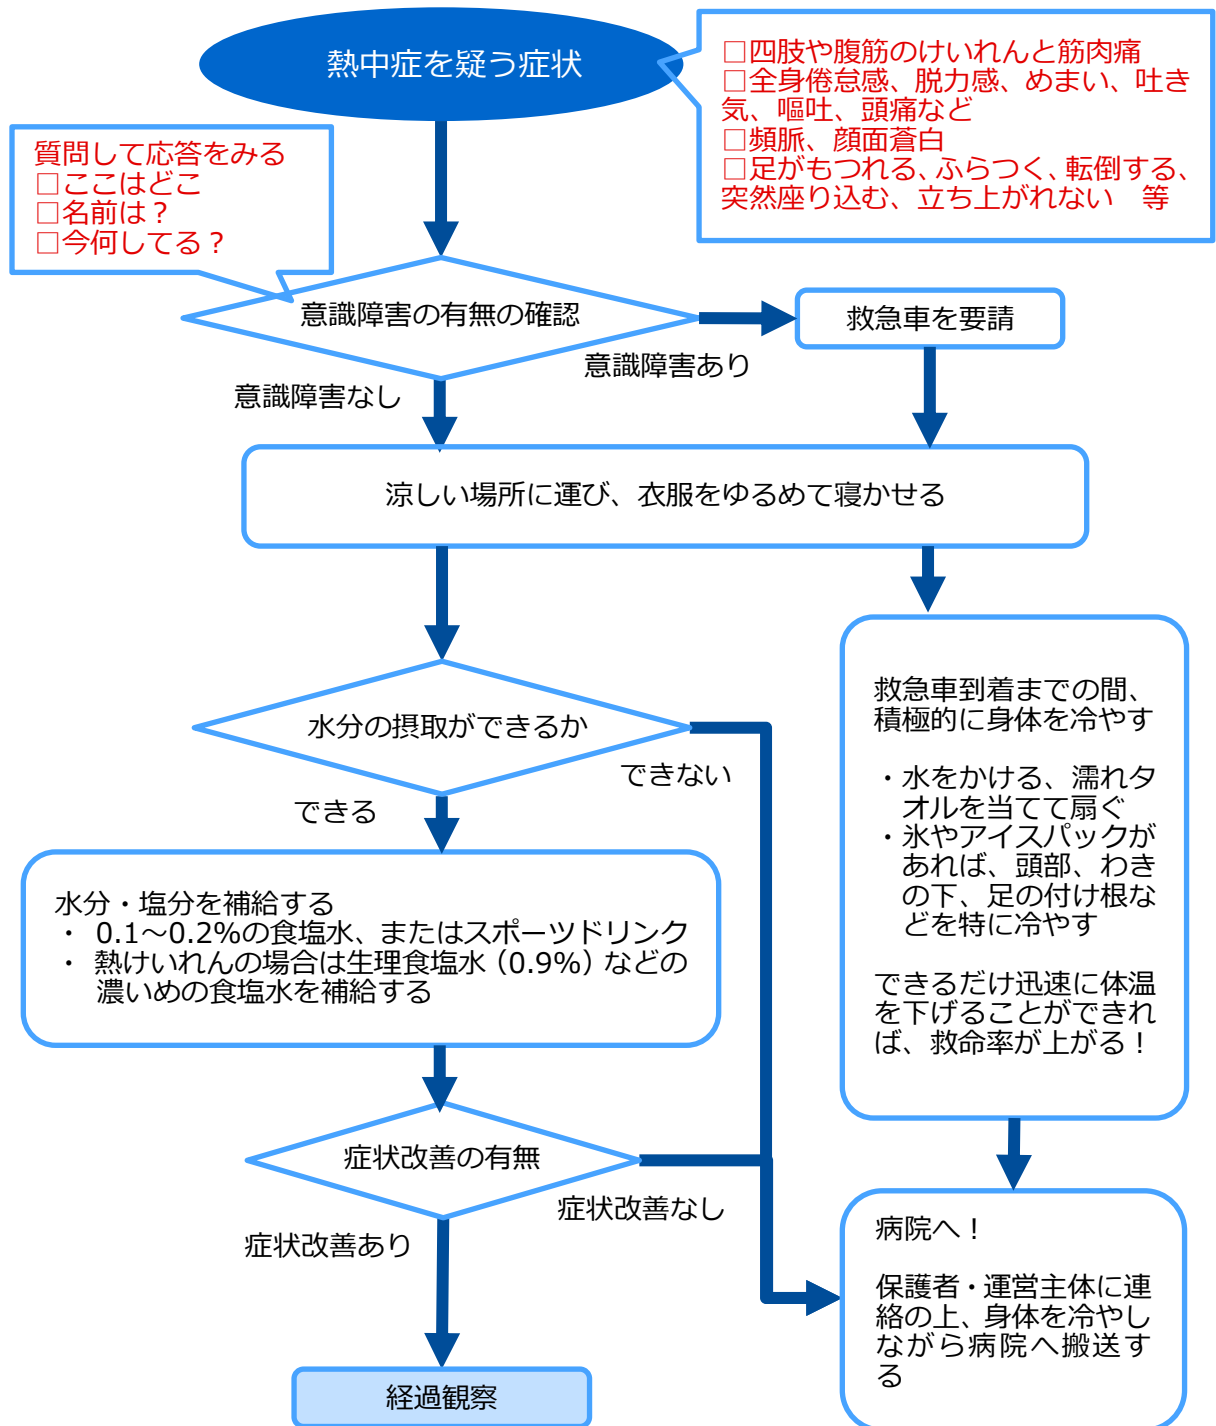 熱中症を疑う症状
□四肢や腹筋のけいれんと筋肉痛
□全身倦怠感、脱力感、めまい、吐き
気、嘔吐、頭痛など
□頻脈、顔面蒼白
□足がもつれる、ふらつく、転倒する、
突然座り込む、立ち上がれない　等
質問して応答をみる
□ここはどこ
□名前は？
□今何してる？
意識障害の有無の確認
救急車を要請
意識障害あり
意識障害なし
涼しい場所に運び、衣服をゆるめて寝かせる
水分の摂取ができるか
できない
できる
救急車到着までの間、
積極的に身体を冷やす
・水をかける、濡れタ
オルを当てて扇ぐ
・氷やアイスパックが
あれば、頭部、わき
の下、足の付け根な
どを特に冷やす
できるだけ迅速に体温
を下げることができれ
ば、救命率が上がる！
水分・塩分を補給する
・ 0.1～0.2%の食塩水、またはスポーツドリンク
・ 熱けいれんの場合は生理食塩水（0.9%）などの
濃いめの食塩水を補給する
症状改善の有無
症状改善なし
症状改善あり
病院へ！
保護者・運営主体に連
絡の上、身体を冷やし
ながら病院へ搬送す
る
経過観察